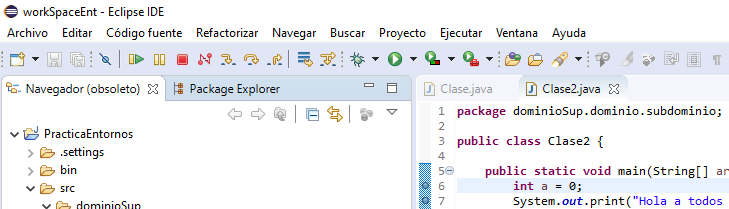 workSpaceEnt - Eclipse IDE
Archivo Editar Código fuente Refactorizar Navegar Buscar Proyecto Ejecutar Ventana Ayuda
Navegador (obsoleto) Package Explorer
PracticaEntornos
.settings
bin
src
dominioSup
Clase.java Clase2.java
1 package dominioSup.dominio.subdominio;
2
3 public class Clase2 {
4
5 public static void main(String[] ar
6 int a = 0;
7 System.out.print("Hola a todos